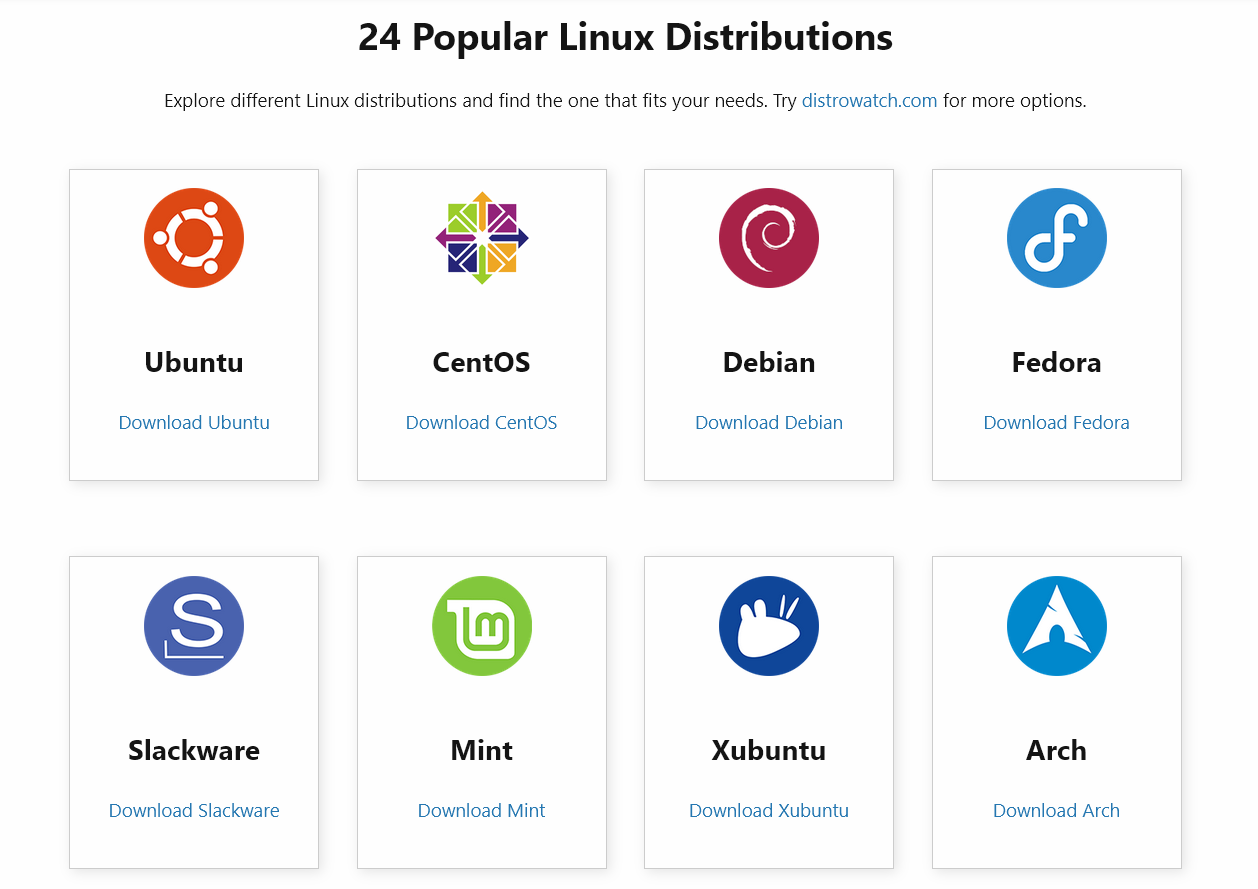 24 Popular Linux Distributions
Explore different Linux distributions and find the one that fits your needs. Try distrowatch.com for more options.
Ubuntu
Download Ubuntu
CentOS
Download CentOS
Debian
Download Debian
Fedora
Download Fedora
Slackware
Download Slackware
Mint
Download Mint
Xubuntu
Download Xubuntu
Arch
Download Arch